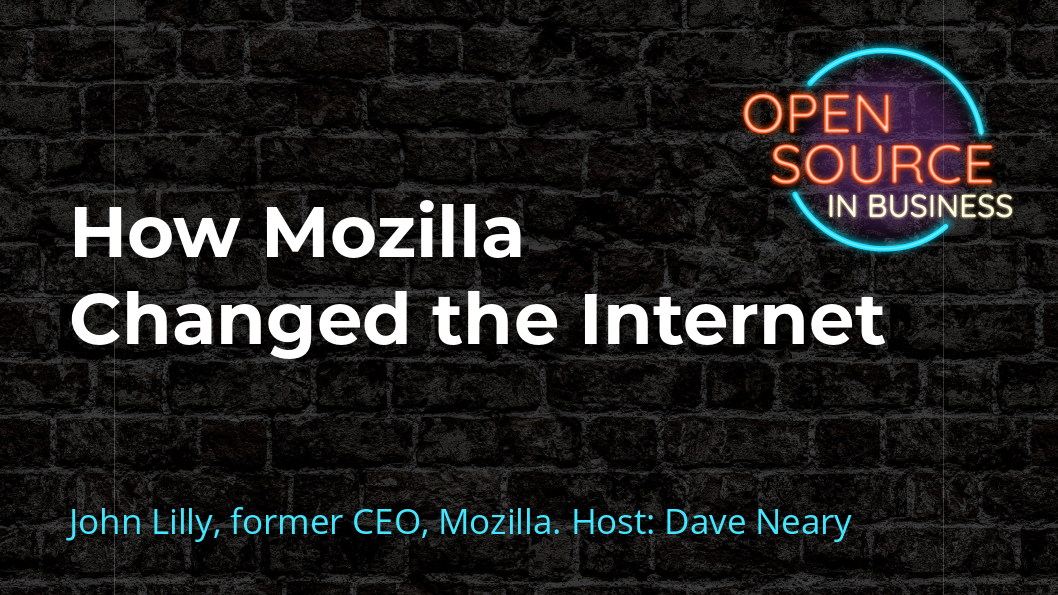 OPEN
SOURCE
IN BUSINESS
How Mozilla
Changed the Internet
John Lilly, former CEO, Mozilla. Host: Dave Neary